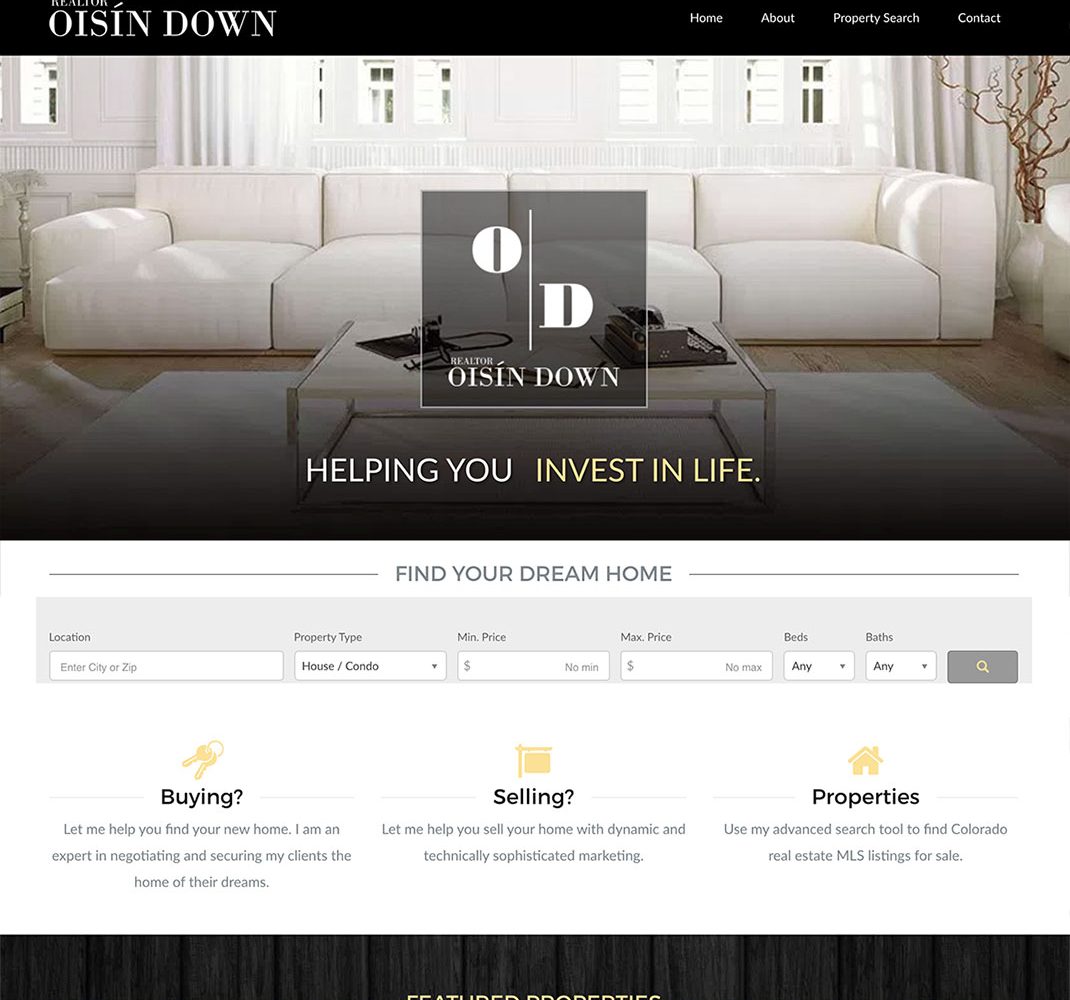 REALTOR
OISÍN DOWN
Home About Property Search Contact
O
D
REALTOR
OISÍN DOWN
HELPING YOU INVEST IN LIFE.
FIND YOUR DREAM HOME
Location Property Type Min. Price Max. Price Beds Baths
Enter City or Zip House / Condo $ No min $ No max Any Any
Buying?
Let me help you find your new home. I am an
expert in negotiating and securing my clients the
home of their dreams.
Selling?
Let me help you sell your home with dynamic and
technically sophisticated marketing.
Properties
Use my advanced search tool to find Colorado
real estate MLS listings for sale.
FEATURED PROPERTIES